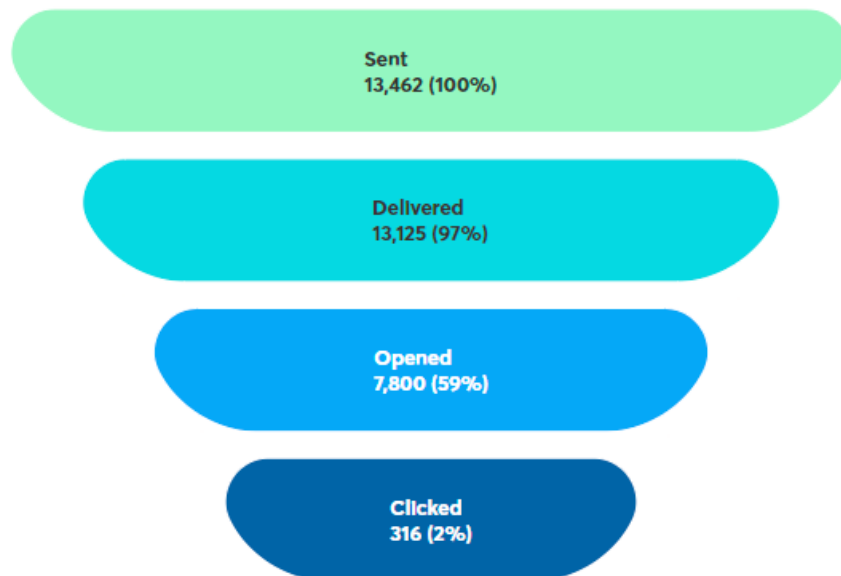 Sent
13,462 (100%)
Delivered
13,125 (97%)
Opened
7,800 (59%)
Clicked
316 (2%)